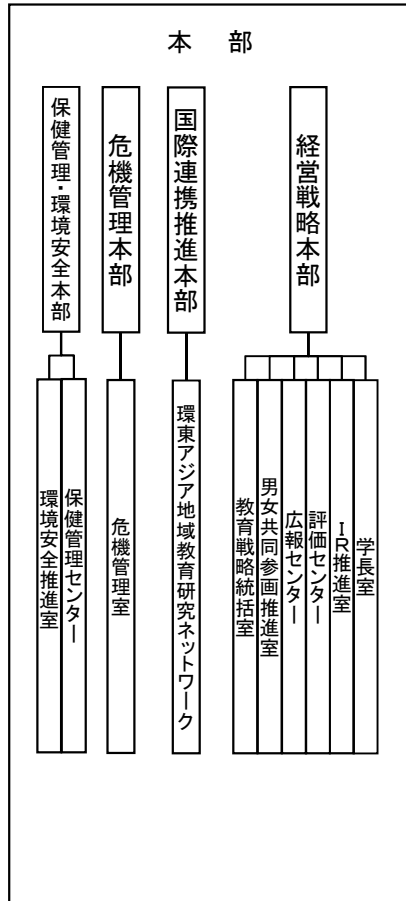 本 部
経営戦略本部
国際連携推進本部
危機管理本部
保健管理・環境安全本部
学長室
IR推進室
評価センター
広報センター
男女共同参画推進室
教育戦略統括室
環東アジア地域教育研究ネットワーク
危機管理室
保健管理センター
環境安全推進室